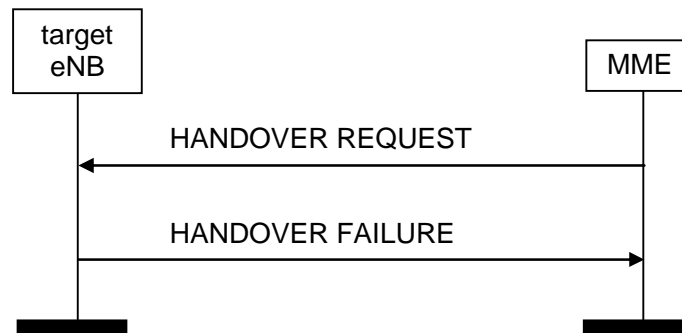 target
eNB
MME
HANDOVER REQUEST
HANDOVER FAILURE